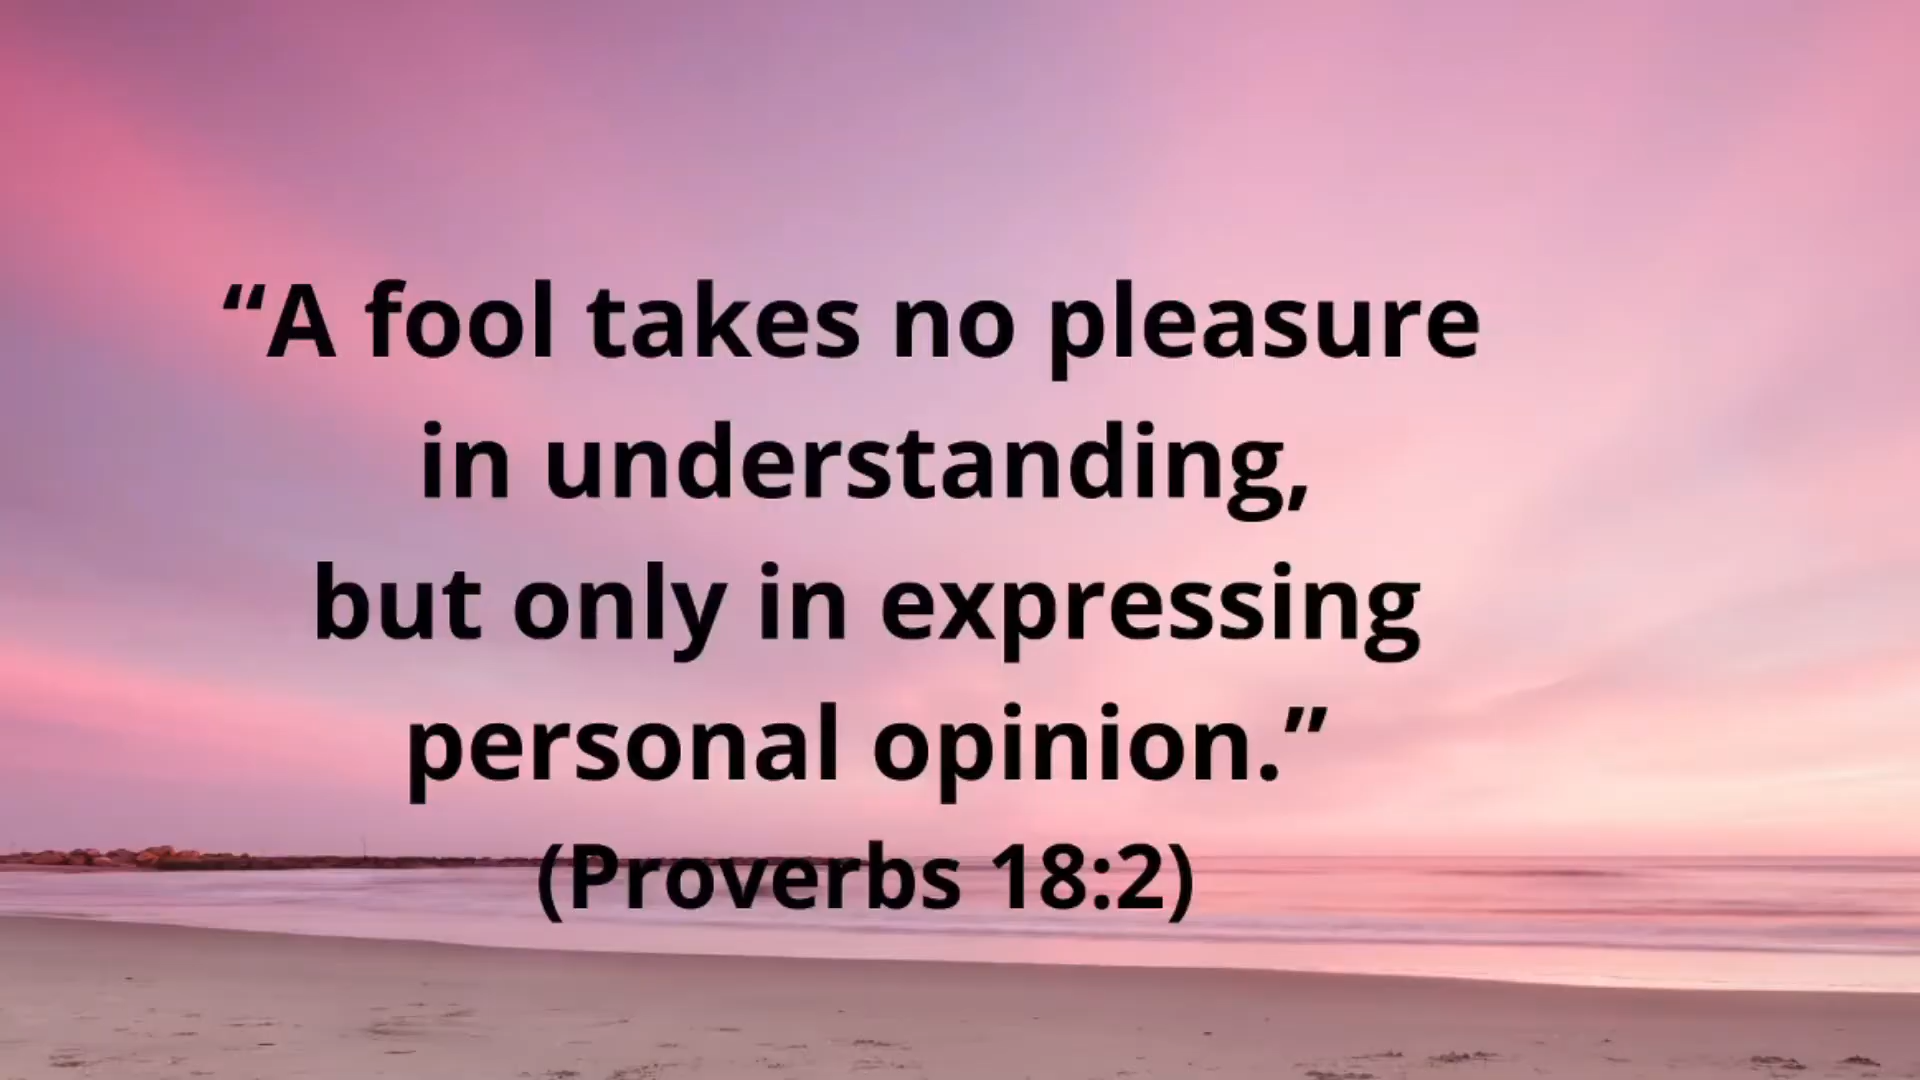 “A fool takes no pleasure
in understanding,
but only in expressing
personal opinion.”
(Proverbs 18:2)